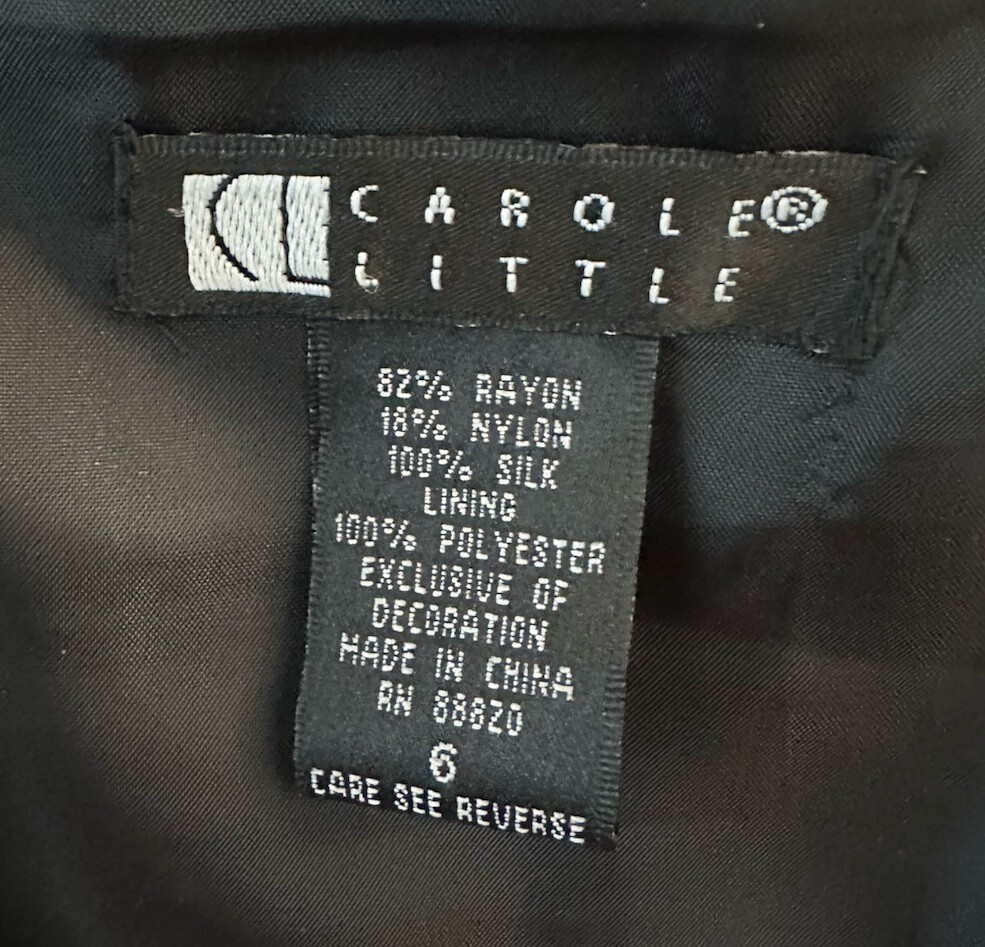 CL CAROLE®
LITTLE
82% RAYON
18% NYLON
100% SILK
LINING
100% POLYESTER
EXCLUSIVE OF
DECORATION
MADE IN CHINA
RN 88820
6
CARE SEE REVERSE